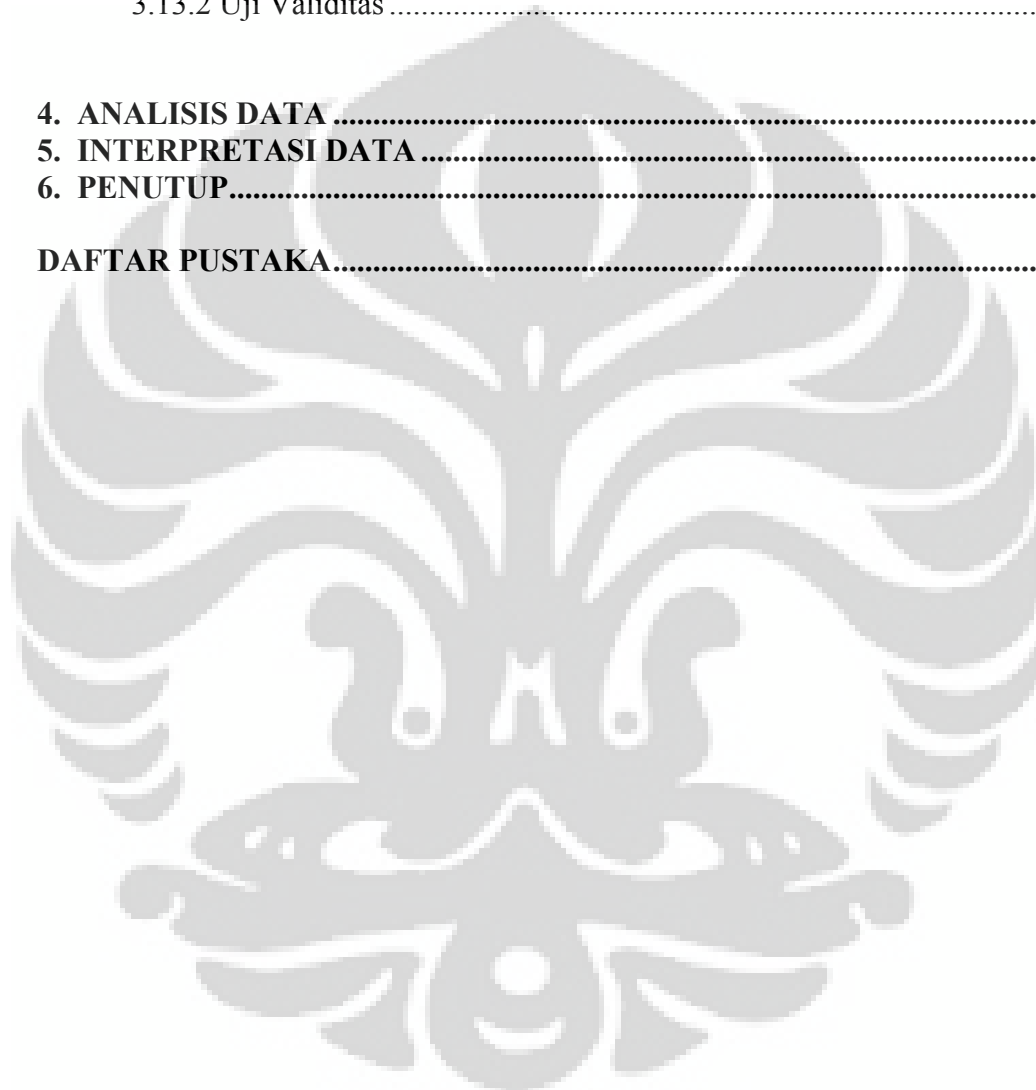 3.13.2 Uji Validitas ........................................................................................
4. ANALISIS DATA ........................................................................................
5. INTERPRETASI DATA ........................................................................................
6. PENUTUP........................................................................................
DAFTAR PUSTAKA........................................................................................